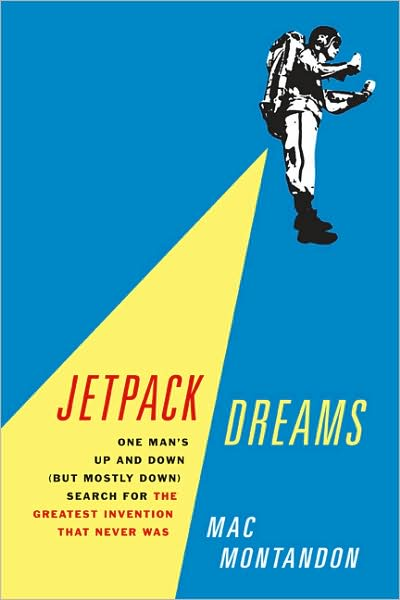 JETPACK DREAMS
ONE MAN'S
UP AND DOWN
(BUT MOSTLY DOWN)
SEARCH FOR THE
GREATEST INVENTION
THAT NEVER WAS
MAC
MONTANDON